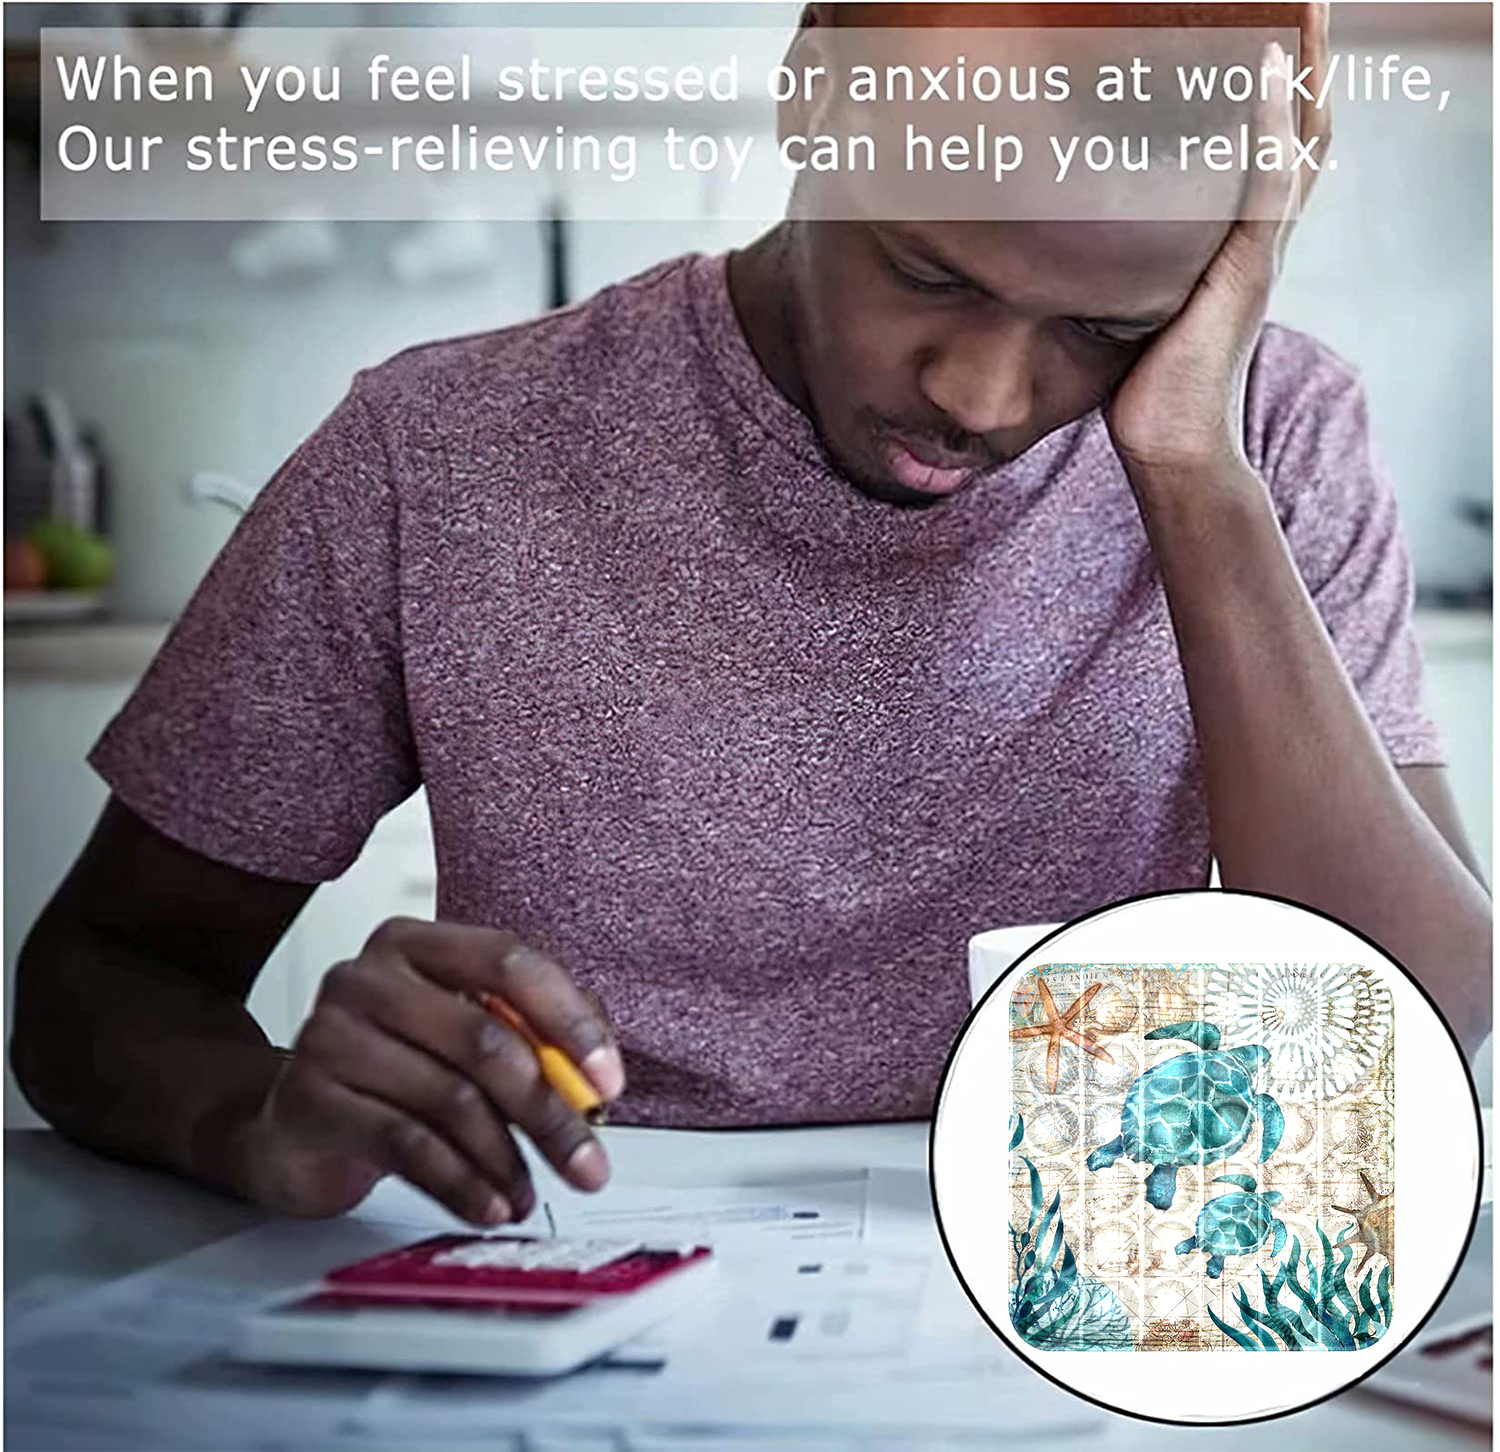 When you feel stressed or anxious at work/life,
Our stress-relieving toy can help you relax.